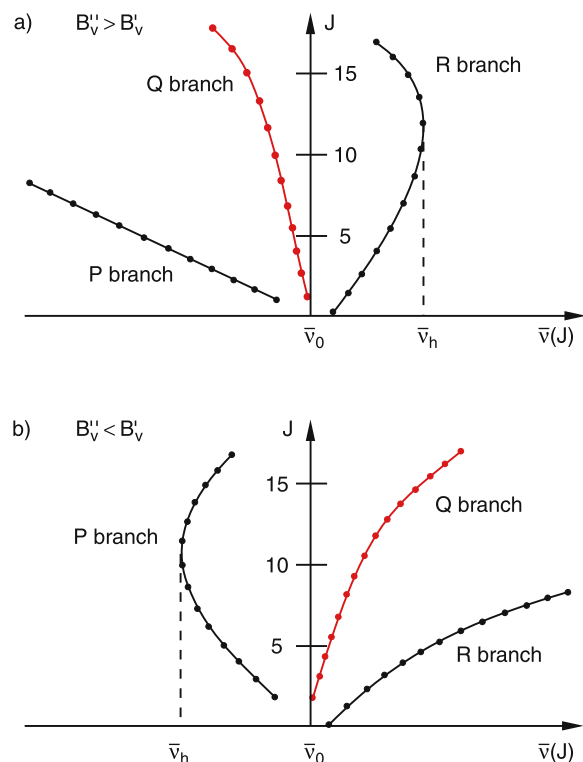 a) B''ᵥ > B'ᵥ
J
R branch
Q branch
15
10
5
P branch
ν̅₀
ν̅ₕ
ν̅(J)
b) B''ᵥ < B'ᵥ
J
15
Q branch
P branch
10
5
R branch
ν̅ₕ
ν̅₀
ν̅(J)